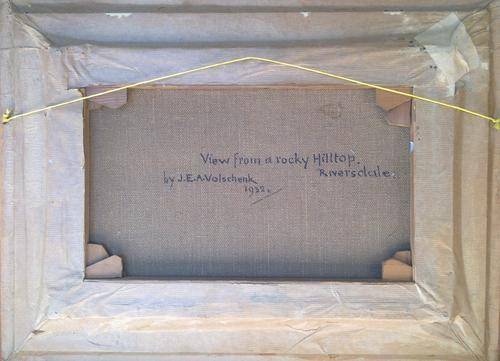 View from a rocky Hilltop.
Riversdale.
by J.E.A.Volschenk
1932.